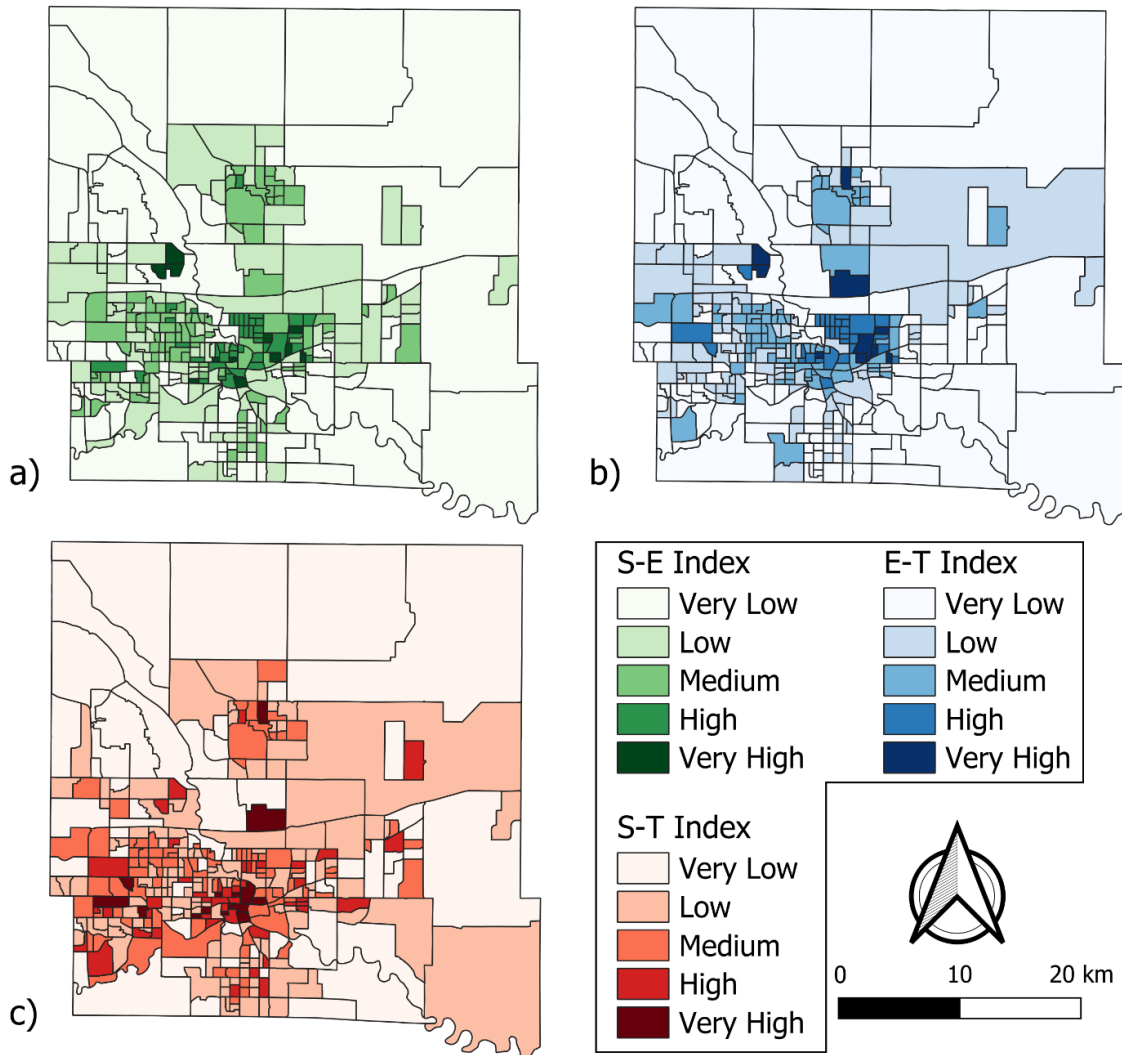 a)
b)
c)
S-E Index
Very Low
Low
Medium
High
Very High
E-T Index
Very Low
Low
Medium
High
Very High
S-T Index
Very Low
Low
Medium
High
Very High
0 10 20 km